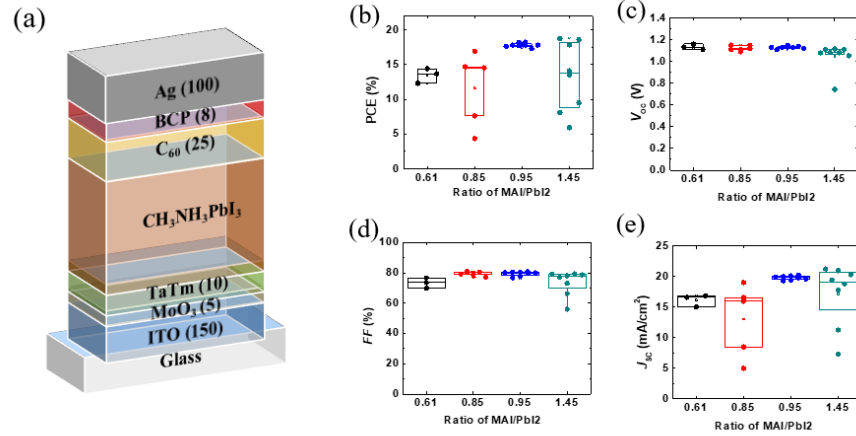 (a)
Ag (100)
BCP (8)
C₆₀ (25)
CH₃NH₃PbI₃
TaTm (10)
MoO₃ (5)
ITO (150)
Glass
(b)
PCE (%)
20
15
10
5
0
0.61 0.85 0.95 1.45
Ratio of MAI/PbI2
(c)
V_oc (V)
1.4
1.2
1.0
0.8
0.6
0.4
0.2
0.0
0.61 0.85 0.95 1.45
Ratio of MAI/PbI2
(d)
FF (%)
100
80
60
40
20
0
0.61 0.85 0.95 1.45
Ratio of MAI/PbI2
(e)
J_sc (mA/cm²)
25
20
15
10
5
0
0.61 0.85 0.95 1.45
Ratio of MAI/PbI2